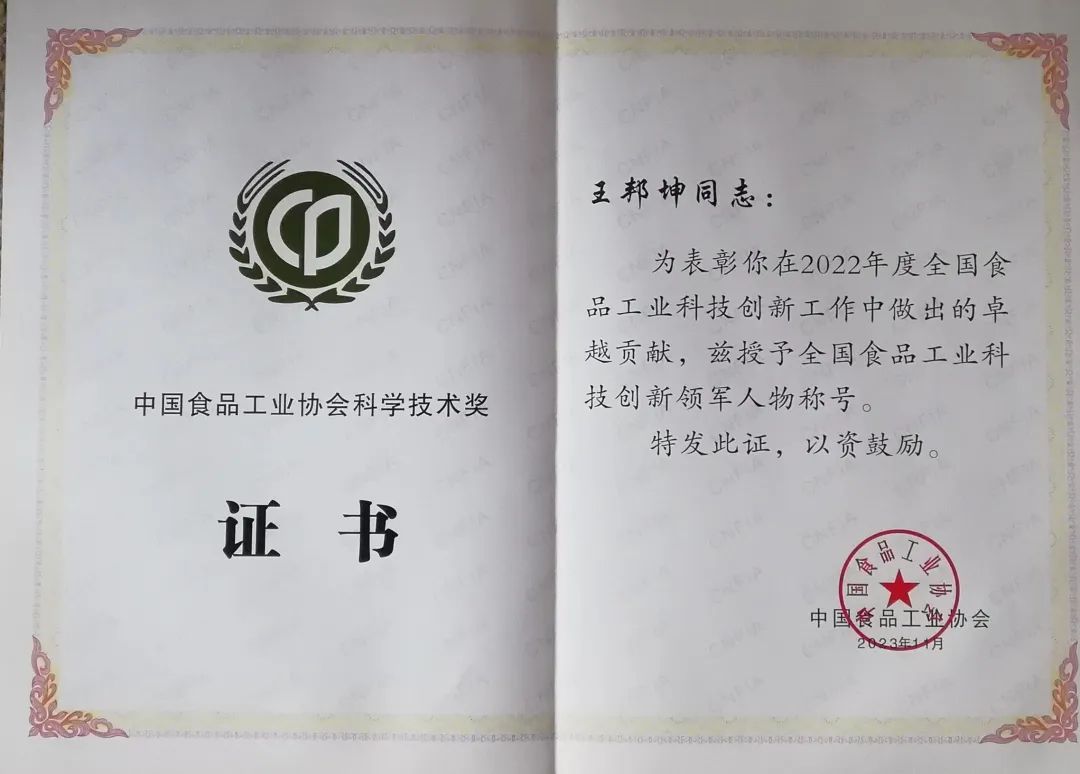 中国食品工业协会科学技术奖
证 书
王邦坤同志：
为表彰你在2022年度全国食
品工业科技创新工作中做出的卓
越贡献，兹授予全国食品工业科
技创新领军人物称号。
特发此证，以资鼓励。
中国食品工业协会
中国食品工业协会
2023年11月